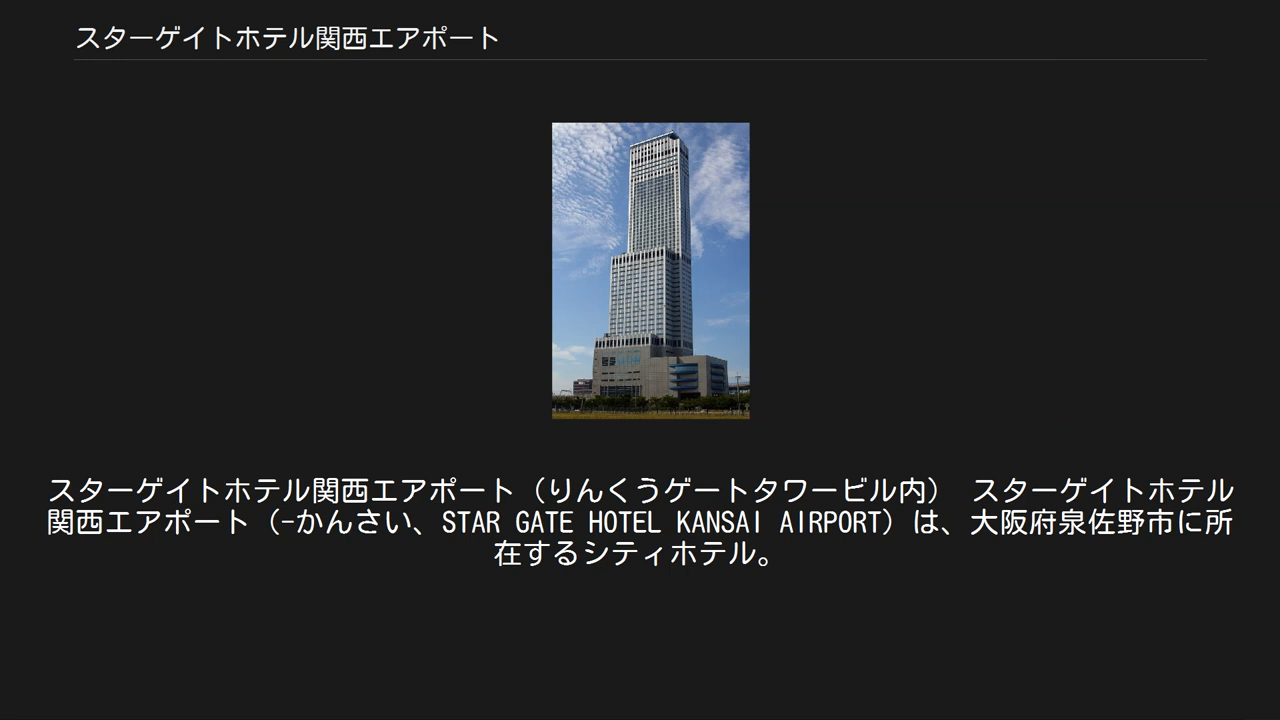 スターゲイトホテル関西エアポート
スターゲイトホテル関西エアポート（りんくうゲートタワービル内）　スターゲイトホテル
関西エアポート（-かんさい、STAR GATE HOTEL KANSAI AIRPORT）は、大阪府泉佐野市に所
在するシティホテル。